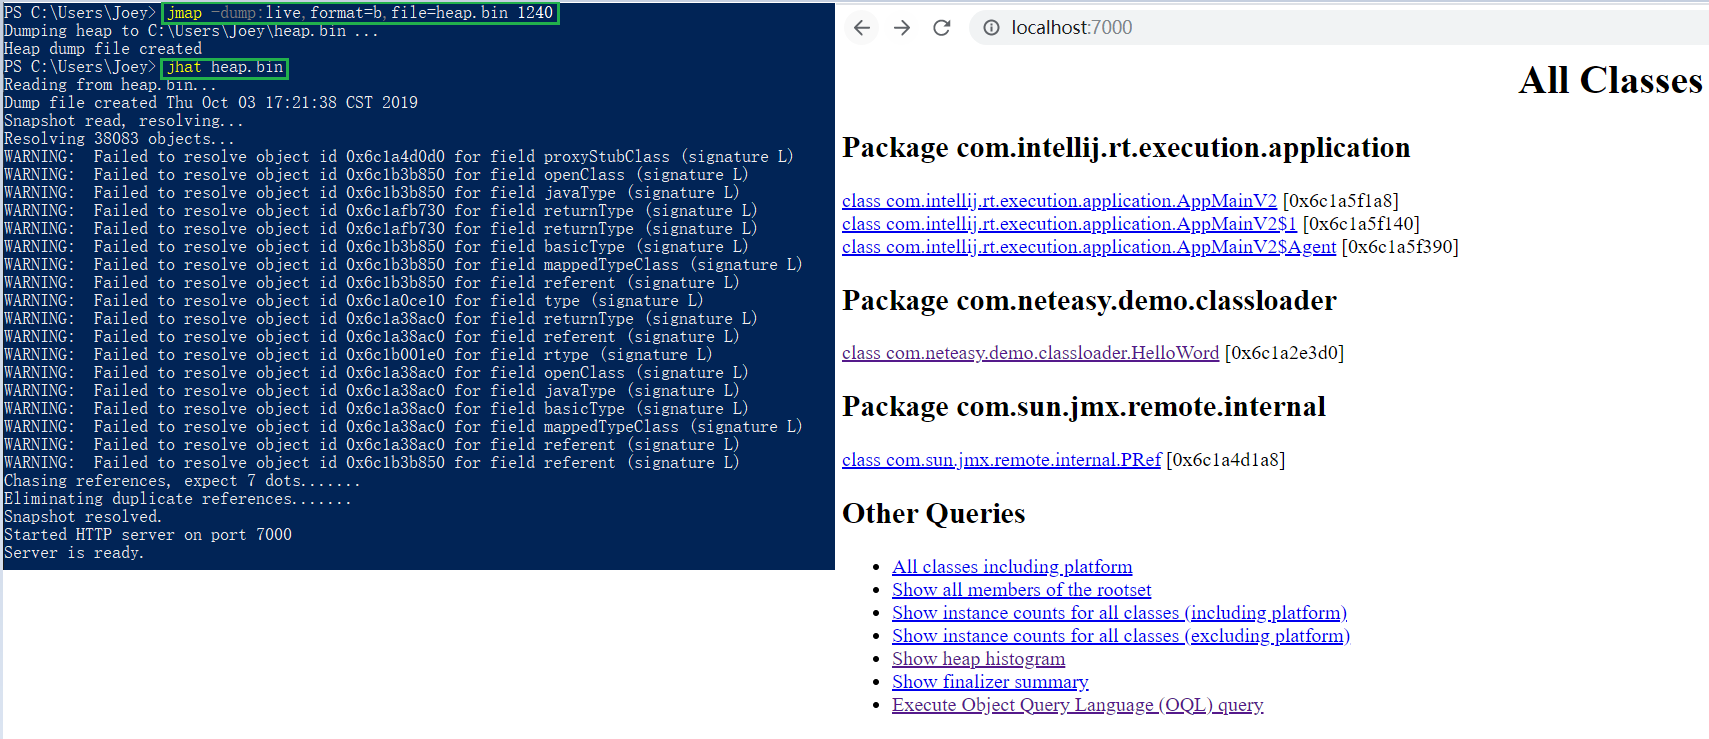 PS C:\Users\Joey> jmap -dump:live,format=b,file=heap.bin 1240
Dumping heap to C:\Users\Joey\heap.bin ...
Heap dump file created
PS C:\Users\Joey> jhat heap.bin
Reading from heap.bin...
Dump file created Thu Oct 03 17:21:38 CST 2019
Snapshot read, resolving...
Resolving 38083 objects...
WARNING:  Failed to resolve object id 0x6c1a4d0d0 for field proxyStubClass (signature L)
WARNING:  Failed to resolve object id 0x6c1b3b850 for field openClass (signature L)
WARNING:  Failed to resolve object id 0x6c1b3b850 for field javaType (signature L)
WARNING:  Failed to resolve object id 0x6c1afb730 for field returnType (signature L)
WARNING:  Failed to resolve object id 0x6c1afb730 for field returnType (signature L)
WARNING:  Failed to resolve object id 0x6c1b3b850 for field basicType (signature L)
WARNING:  Failed to resolve object id 0x6c1b3b850 for field mappedTypeClass (signature L)
WARNING:  Failed to resolve object id 0x6c1b3b850 for field referent (signature L)
WARNING:  Failed to resolve object id 0x6c1a0ce10 for field type (signature L)
WARNING:  Failed to resolve object id 0x6c1a38ac0 for field returnType (signature L)
WARNING:  Failed to resolve object id 0x6c1a38ac0 for field referent (signature L)
WARNING:  Failed to resolve object id 0x6c1b001e0 for field rtype (signature L)
WARNING:  Failed to resolve object id 0x6c1a38ac0 for field openClass (signature L)
WARNING:  Failed to resolve object id 0x6c1a38ac0 for field javaType (signature L)
WARNING:  Failed to resolve object id 0x6c1a38ac0 for field basicType (signature L)
WARNING:  Failed to resolve object id 0x6c1a38ac0 for field mappedTypeClass (signature L)
WARNING:  Failed to resolve object id 0x6c1a38ac0 for field referent (signature L)
WARNING:  Failed to resolve object id 0x6c1b3b850 for field referent (signature L)
Chasing references, expect 7 dots.......
Eliminating duplicate references.......
Snapshot resolved.
Started HTTP server on port 7000
Server is ready.
localhost:7000
All Classes
Package com.intellij.rt.execution.application
class com.intellij.rt.execution.application.AppMainV2 [0x6c1a5f1a8]
class com.intellij.rt.execution.application.AppMainV2$1 [0x6c1a5f140]
class com.intellij.rt.execution.application.AppMainV2$Agent [0x6c1a5f390]
Package com.neteasy.demo.classloader
class com.neteasy.demo.classloader.HelloWord [0x6c1a2e3d0]
Package com.sun.jmx.remote.internal
class com.sun.jmx.remote.internal.PRef [0x6c1a4d1a8]
Other Queries
• All classes including platform
• Show all members of the rootset
• Show instance counts for all classes (including platform)
• Show instance counts for all classes (excluding platform)
• Show heap histogram
• Show finalizer summary
• Execute Object Query Language (OQL) query